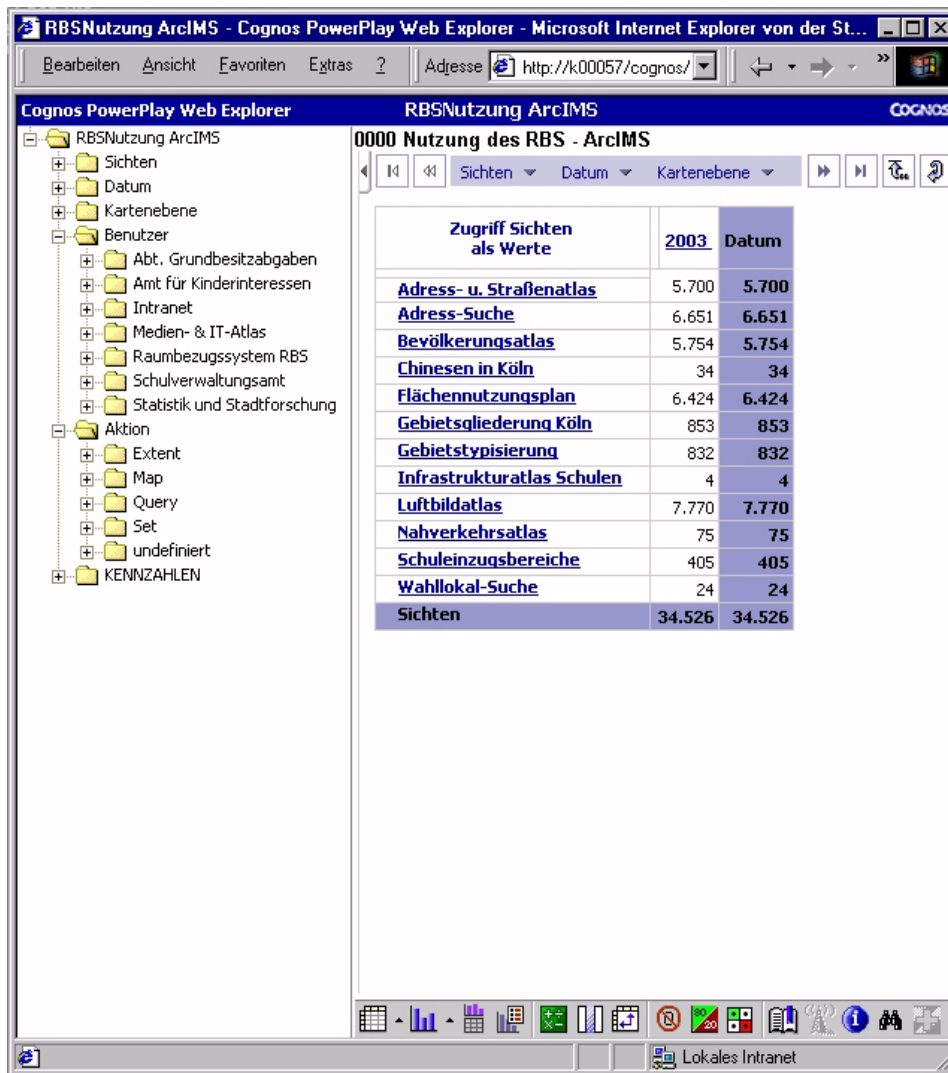 RBSNutzung ArcIMS - Cognos PowerPlay Web Explorer - Microsoft Internet Explorer von der St...
Bearbeiten Ansicht Favoriten Extras ? Adresse http://k00057/cognos/ »
Cognos PowerPlay Web Explorer RBSNutzung ArcIMS COGNOS
RBSNutzung ArcIMS
Sichten
Datum
Kartenebene
Benutzer
Abt. Grundbesitzabgaben
Amt für Kinderinteressen
Intranet
Medien- & IT-Atlas
Raumbezugssystem RBS
Schulverwaltungsamt
Statistik und Stadtforschung
Aktion
Extent
Map
Query
Set
undefiniert
KENNZAHLEN
0000 Nutzung des RBS - ArcIMS
Sichten Datum Kartenebene
Zugriff Sichten
als Werte 2003 Datum
Adress- u. Straßenatlas 5.700 5.700
Adress-Suche 6.651 6.651
Bevölkerungsatlas 5.754 5.754
Chinesen in Köln 34 34
Flächennutzungsplan 6.424 6.424
Gebietsgliederung Köln 853 853
Gebietstypisierung 832 832
Infrastrukturatlas Schulen 4 4
Luftbildatlas 7.770 7.770
Nahverkehrsatlas 75 75
Schuleinzugsbereiche 405 405
Wahllokal-Suche 24 24
Sichten 34.526 34.526
80 20
Lokales Intranet